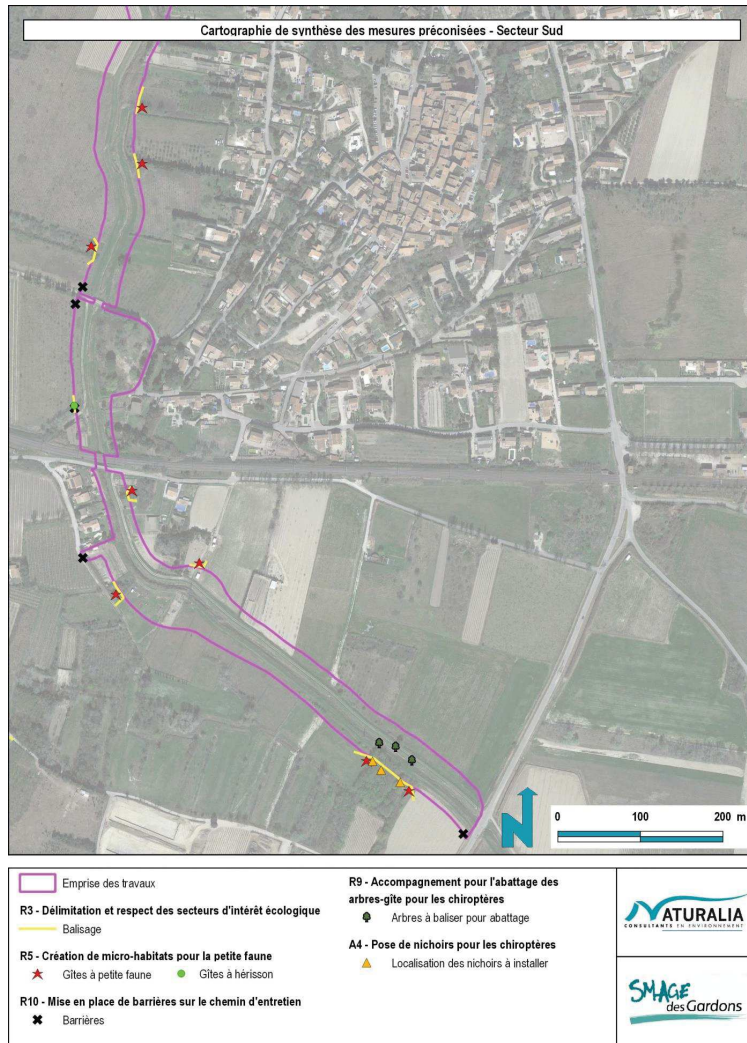 Cartographie de synthèse des mesures préconisées - Secteur Sud
N
0 100 200 m
Emprise des travaux
R3 - Délimitation et respect des secteurs d'intérêt écologique
Balisage
R5 - Création de micro-habitats pour la petite faune
Gîtes à petite faune Gîtes à hérisson
R10 - Mise en place de barrières sur le chemin d'entretien
Barrières
R9 - Accompagnement pour l'abattage des
arbres-gîte pour les chiroptères
Arbres à baliser pour abattage
A4 - Pose de nichoirs pour les chiroptères
Localisation des nichoirs à installer
NATURALIA
CONSULTANTS EN ENVIRONNEMENT
SMAGE
des Gardons